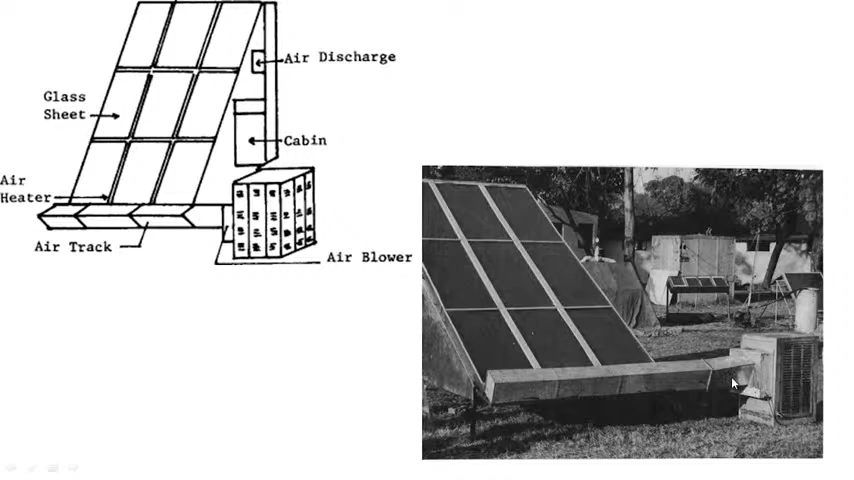 Air Discharge
Glass
Sheet
Cabin
Air
Heater
Air Track
Air Blower